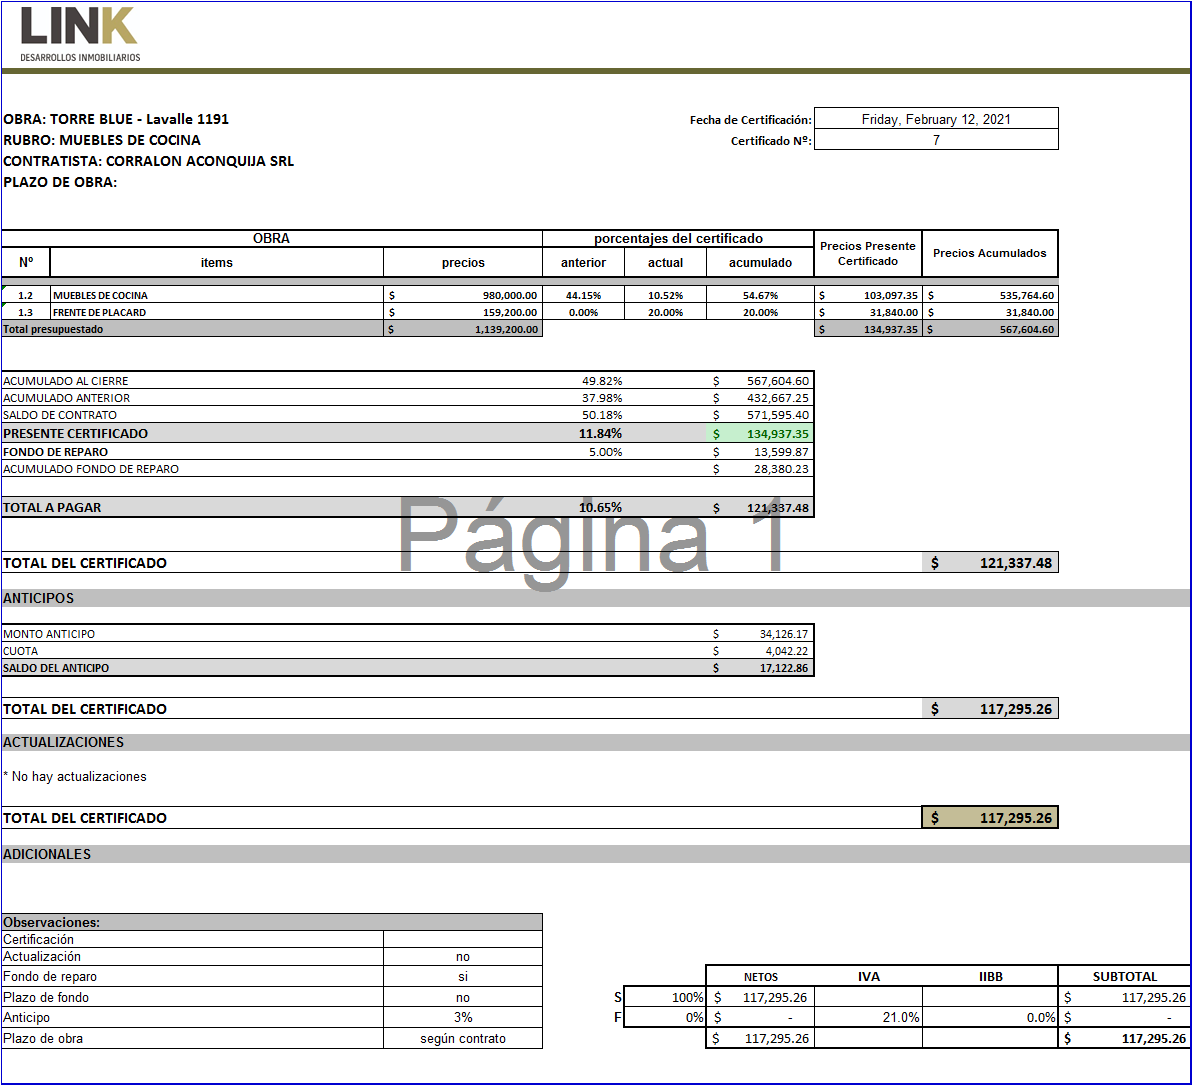 LINK
DESARROLLOS INMOBILIARIOS
OBRA: TORRE BLUE - Lavalle 1191
Fecha de Certificación: Friday, February 12, 2021
RUBRO: MUEBLES DE COCINA
Certificado Nº: 7
CONTRATISTA: CORRALON ACONQUIJA SRL
PLAZO DE OBRA:
OBRA porcentajes del certificado Precios Presente Certificado Precios Acumulados
Nº items precios anterior actual acumulado
1.2 MUEBLES DE COCINA $ 980,000.00 44.15% 10.52% 54.67% $ 103,097.35 $ 535,764.60
1.3 FRENTE DE PLACARD $ 159,200.00 0.00% 20.00% 20.00% $ 31,840.00 $ 31,840.00
Total presupuestado $ 1,139,200.00 $ 134,937.35 $ 567,604.60
ACUMULADO AL CIERRE 49.82% $ 567,604.60
ACUMULADO ANTERIOR 37.98% $ 432,667.25
SALDO DE CONTRATO 50.18% $ 571,595.40
PRESENTE CERTIFICADO 11.84% $ 134,937.35
FONDO DE REPARO 5.00% $ 13,599.87
ACUMULADO FONDO DE REPARO $ 28,380.23
TOTAL A PAGAR 10.65% $ 121,337.48
Página 1
TOTAL DEL CERTIFICADO $ 121,337.48
ANTICIPOS
MONTO ANTICIPO $ 34,126.17
CUOTA $ 4,042.22
SALDO DEL ANTICIPO $ 17,122.86
TOTAL DEL CERTIFICADO $ 117,295.26
ACTUALIZACIONES
* No hay actualizaciones
TOTAL DEL CERTIFICADO $ 117,295.26
ADICIONALES
Observaciones:
Certificación
Actualización no
Fondo de reparo si
Plazo de fondo no
Anticipo 3%
Plazo de obra según contrato
NETOS IVA IIBB SUBTOTAL
S 100% $ 117,295.26 $ 117,295.26
F 0% $ - 21.0% 0.0% $ -
$ 117,295.26 $ 117,295.26